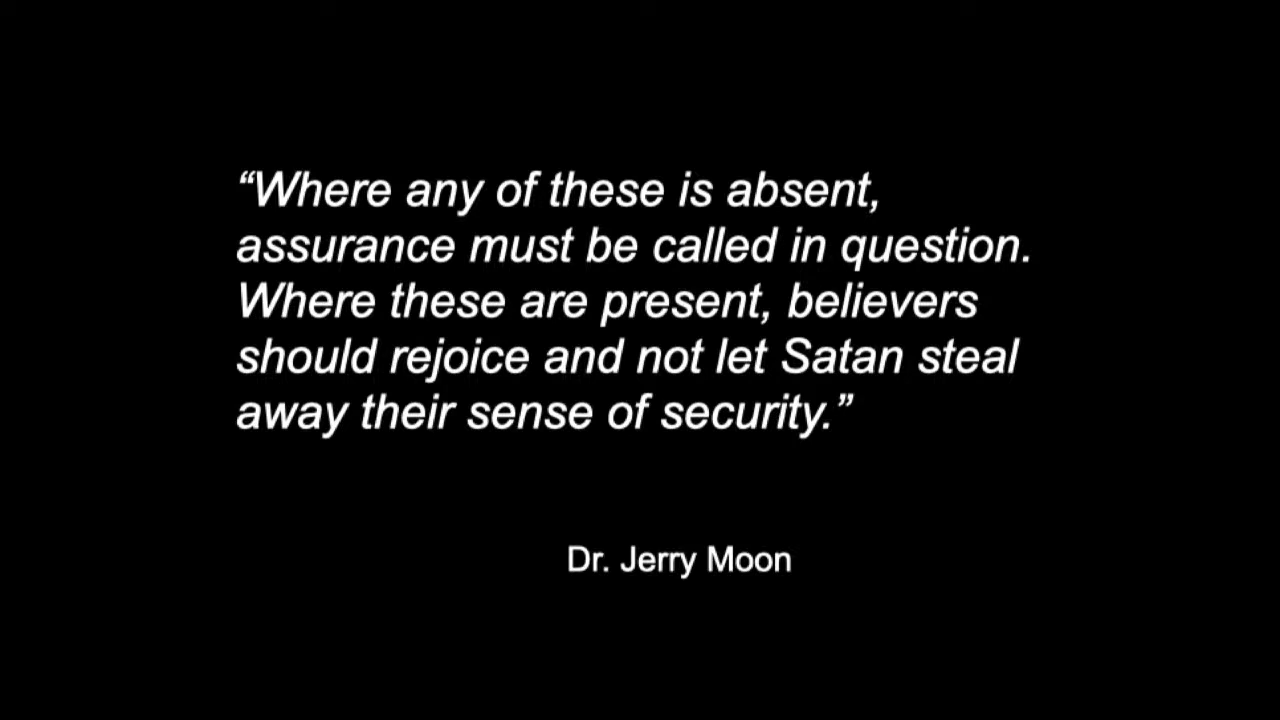 “Where any of these is absent,
assurance must be called in question.
Where these are present, believers
should rejoice and not let Satan steal
away their sense of security.”
Dr. Jerry Moon